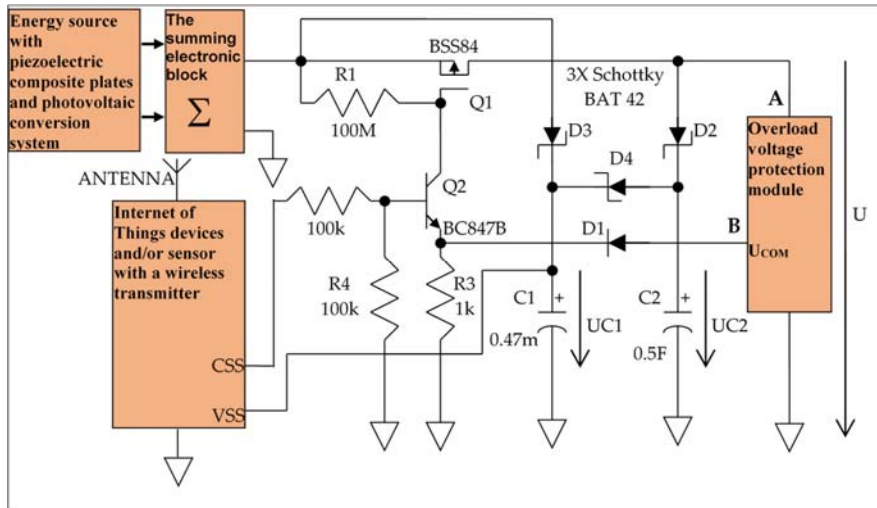 Energy source
with
piezoelectric
composite plates
and photovoltaic
conversion
system
The
summing
electronic
block
Σ
BSS84
R1
100M
Q1
3X Schottky
BAT 42
A
D3
D2
Overload
voltage
protection
module
ANTENNA
Q2
D4
U
Internet of
Things devices
and/or sensor
with a wireless
transmitter
100k
BC847B
D1
B
UCOM
R4
100k
R3
1k
C1
+
UC1
C2
+
UC2
0.47m
0.5F
CSS
VSS